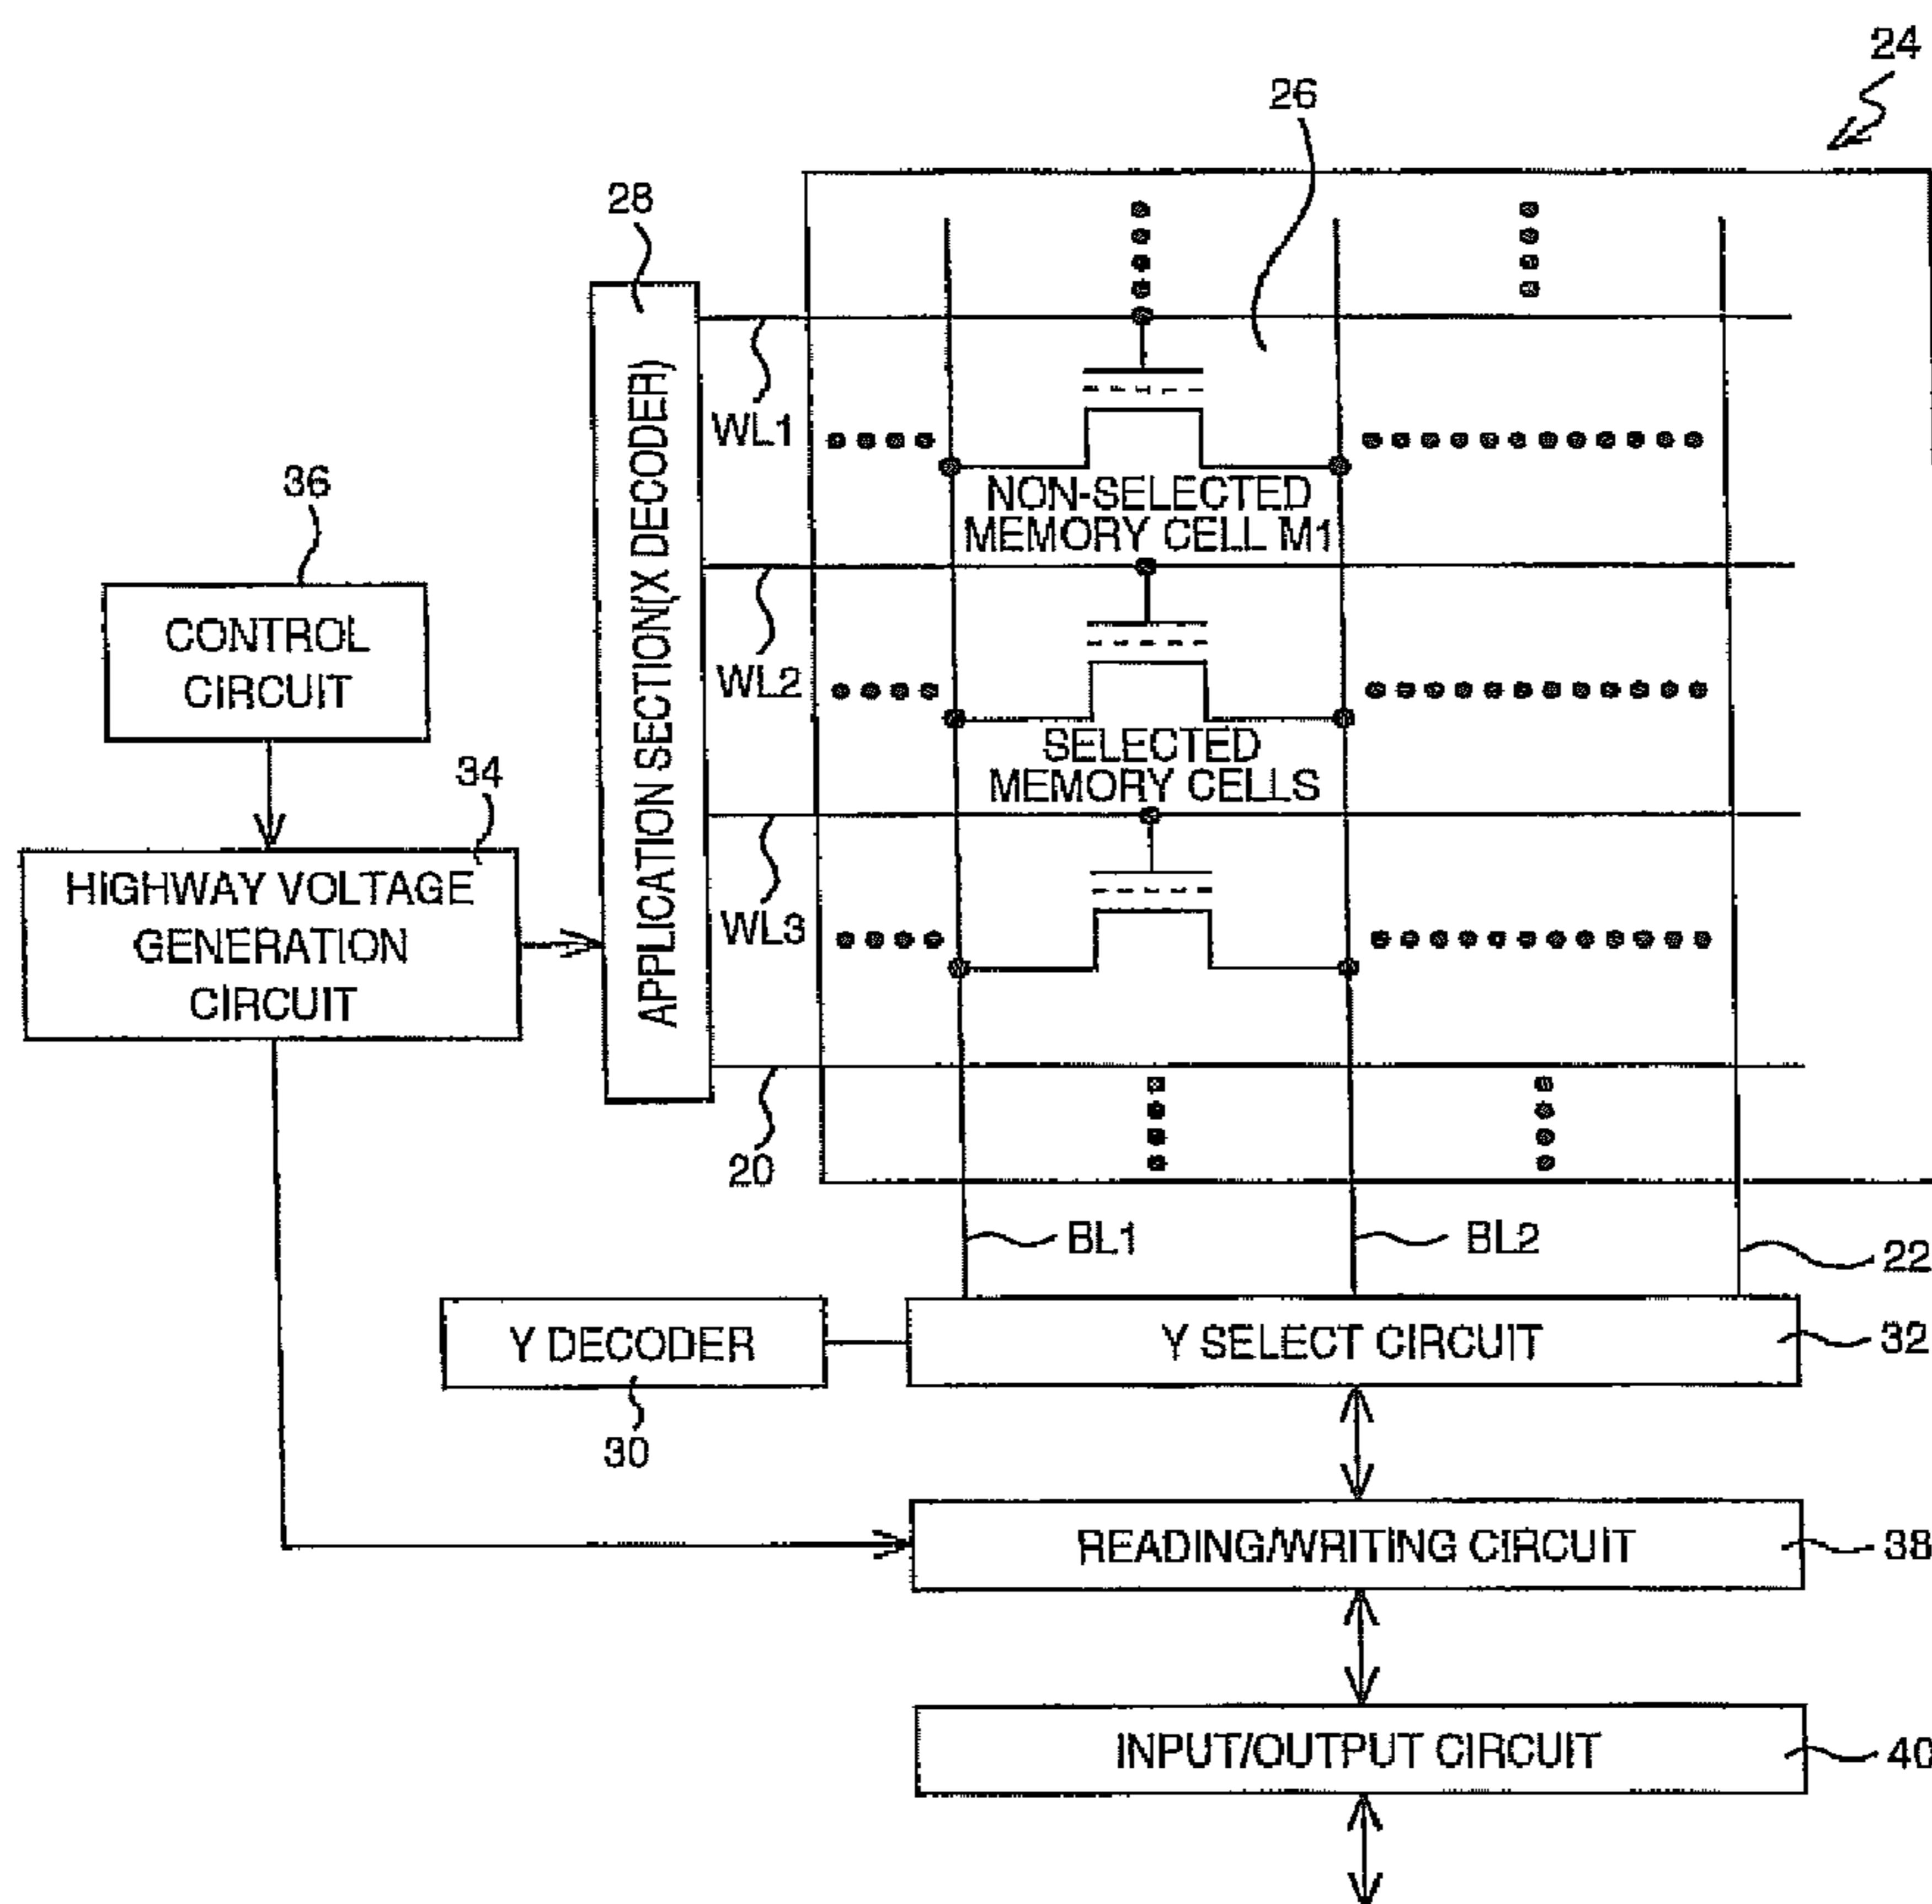 24
26
28
APPLICATION SECTION(X DECODER)
WL1
NON-SELECTED
MEMORY CELL M1
36
CONTROL
CIRCUIT
WL2
SELECTED
MEMORY CELLS
34
HIGHWAY VOLTAGE
GENERATION
CIRCUIT
WL3
20
BL1
BL2
22
Y DECODER
30
Y SELECT CIRCUIT
32
READING/WRITING CIRCUIT
38
INPUT/OUTPUT CIRCUIT
40